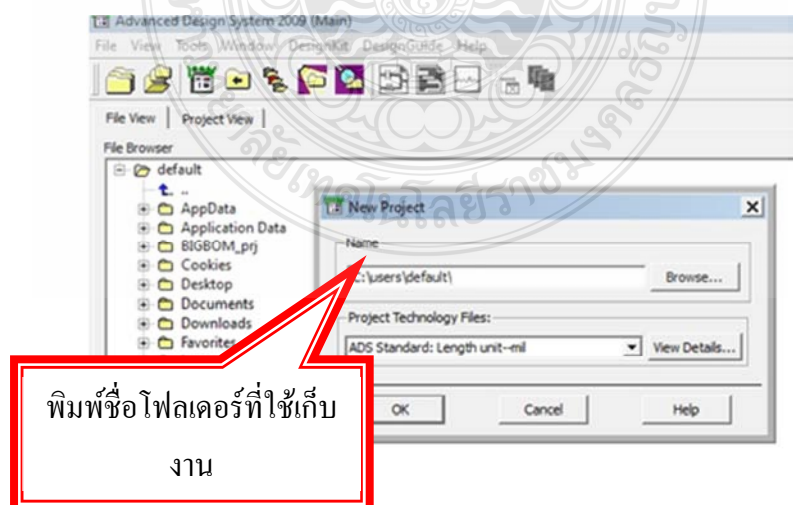 Advanced Design System 2009 (Main)
File View Tools Window DesignKit DesignGuide Help
File View Project View
File Browser
default
..
AppData
Application Data
BIGBOM_prj
Cookies
Desktop
Documents
Downloads
Favorites
New Project
Name
C:\users\default\
Browse...
Project Technology Files:
ADS Standard: Length unit--mil
View Details...
OK Cancel Help
พิมพ์ชื่อโฟลเดอร์ที่ใช้เก็บ
งาน